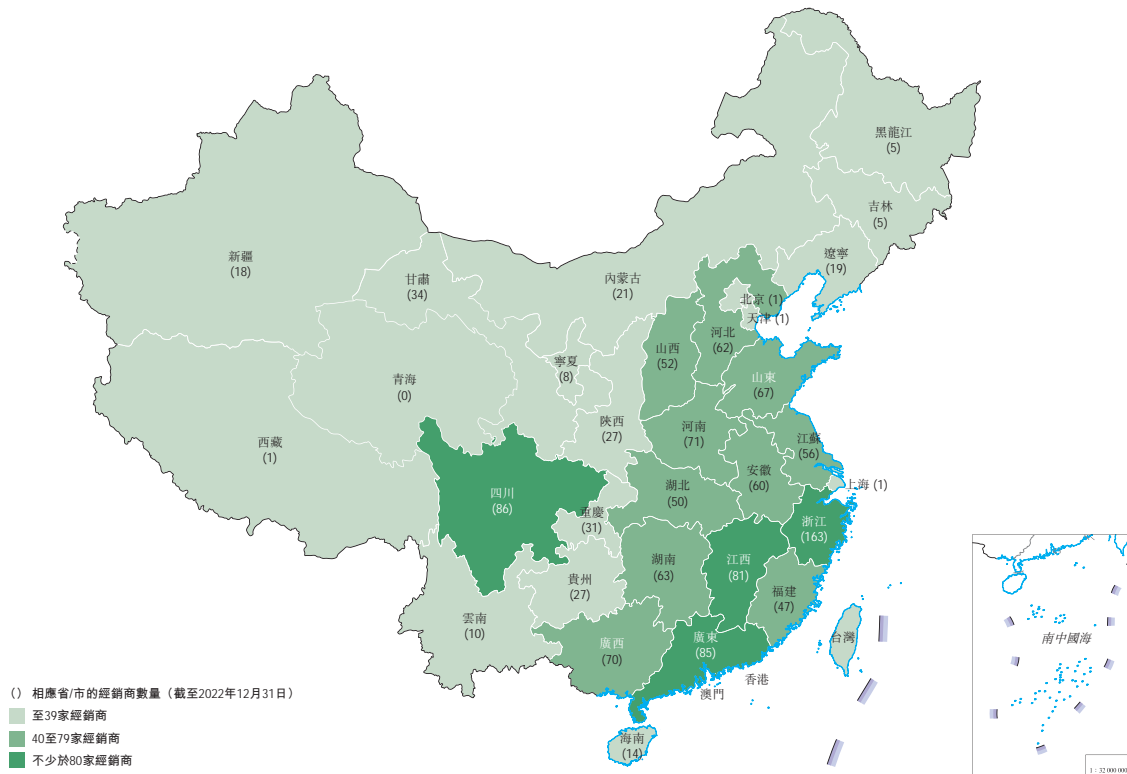 黑龍江
(5)
吉林
(5)
遼寧
(19)
新疆
(18)
甘肅
(34)
內蒙古
(21)
北京 (1)
天津 (1)
河北
(62)
山西
(52)
寧夏
(8)
青海
(0)
山東
(67)
陝西
(27)
河南
(71)
江蘇
(56)
西藏
(1)
安徽
(60)
上海 (1)
四川
(86)
湖北
(50)
重慶
(31)
浙江
(163)
湖南
(63)
江西
(81)
貴州
(27)
福建
(47)
雲南
(10)
廣西
(70)
廣東
(85)
台灣
香港
澳門
海南
(14)
南中國海
1：32 000 000
() 相應省/市的經銷商數量（截至2022年12月31日）
至39家經銷商
40至79家經銷商
不少於80家經銷商